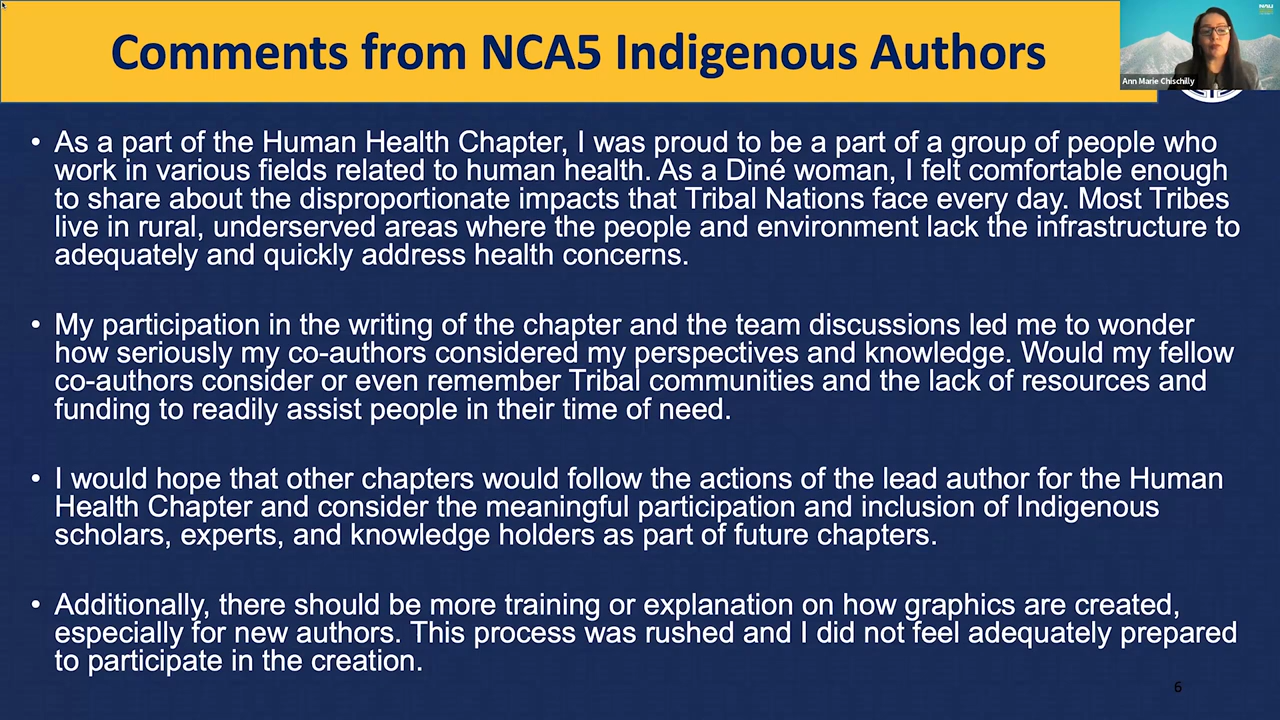 Comments from NCA5 Indigenous Authors
NAU
Ann Marie Chischilly
• As a part of the Human Health Chapter, I was proud to be a part of a group of people who
work in various fields related to human health. As a Diné woman, I felt comfortable enough
to share about the disproportionate impacts that Tribal Nations face every day. Most Tribes
live in rural, underserved areas where the people and environment lack the infrastructure to
adequately and quickly address health concerns.
• My participation in the writing of the chapter and the team discussions led me to wonder
how seriously my co-authors considered my perspectives and knowledge. Would my fellow
co-authors consider or even remember Tribal communities and the lack of resources and
funding to readily assist people in their time of need.
• I would hope that other chapters would follow the actions of the lead author for the Human
Health Chapter and consider the meaningful participation and inclusion of Indigenous
scholars, experts, and knowledge holders as part of future chapters.
• Additionally, there should be more training or explanation on how graphics are created,
especially for new authors. This process was rushed and I did not feel adequately prepared
to participate in the creation.
6